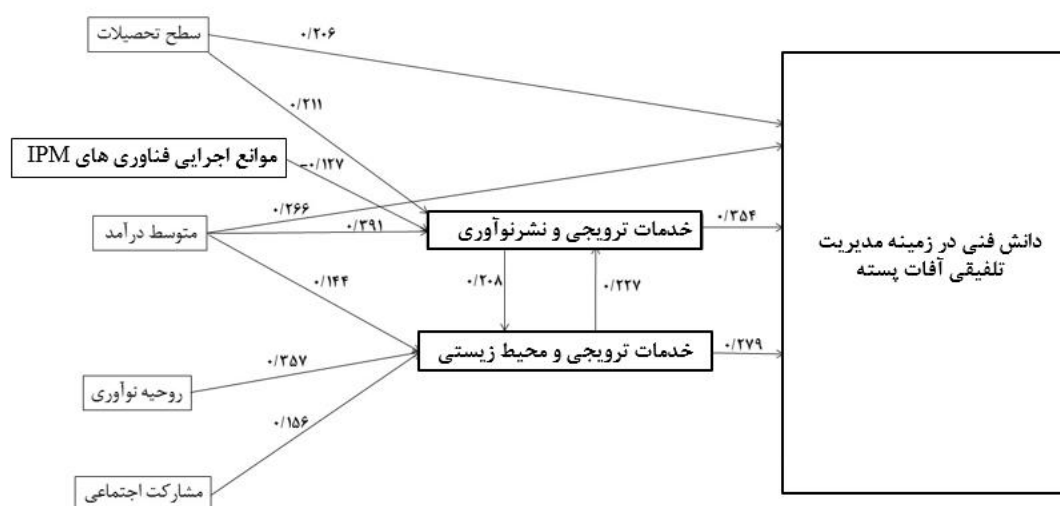 سطح تحصیلات
۰/۲۰۶
۰/۲۱۱
موانع اجرایی فناوری های IPM
-۰/۱۲۷
۰/۲۶۶
متوسط درآمد
۰/۳۹۱
خدمات ترویجی و نشرنوآوری
۰/۳۵۴
دانش فنی در زمینه مدیریت
تلفیقی آفات پسته
۰/۱۴۴
۰/۲۰۸
۰/۲۲۷
خدمات ترویجی و محیط زیستی
۰/۲۷۹
۰/۳۵۷
روحیه نوآوری
۰/۱۵۶
مشارکت اجتماعی